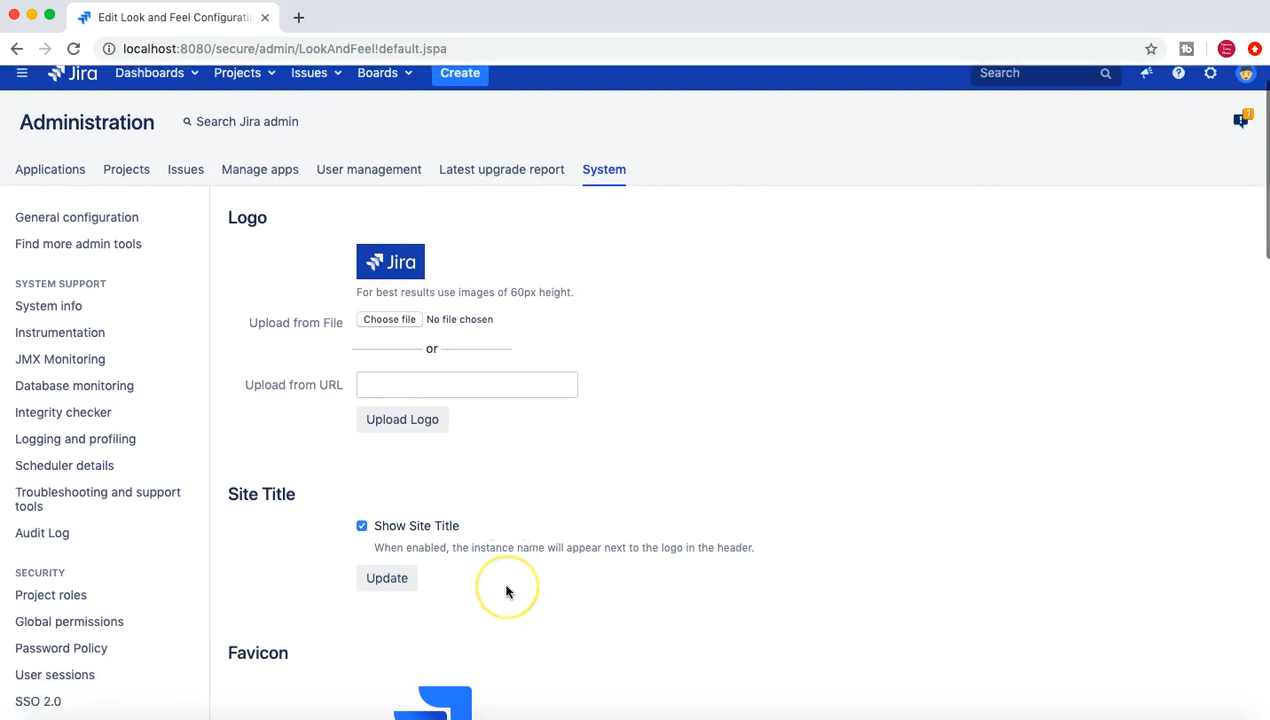 Edit Look and Feel Configuratio
localhost:8080/secure/admin/LookAndFeel!default.jspa
Jira Dashboards Projects Issues Boards Create Search
Administration Search Jira admin
Applications Projects Issues Manage apps User management Latest upgrade report System
General configuration
Find more admin tools
SYSTEM SUPPORT
System info
Instrumentation
JMX Monitoring
Database monitoring
Integrity checker
Logging and profiling
Scheduler details
Troubleshooting and support
tools
Audit Log
SECURITY
Project roles
Global permissions
Password Policy
User sessions
SSO 2.0
Logo
Jira
For best results use images of 60px height.
Upload from File Choose file No file chosen
or
Upload from URL
Upload Logo
Site Title
Show Site Title
When enabled, the instance name will appear next to the logo in the header.
Update
Favicon